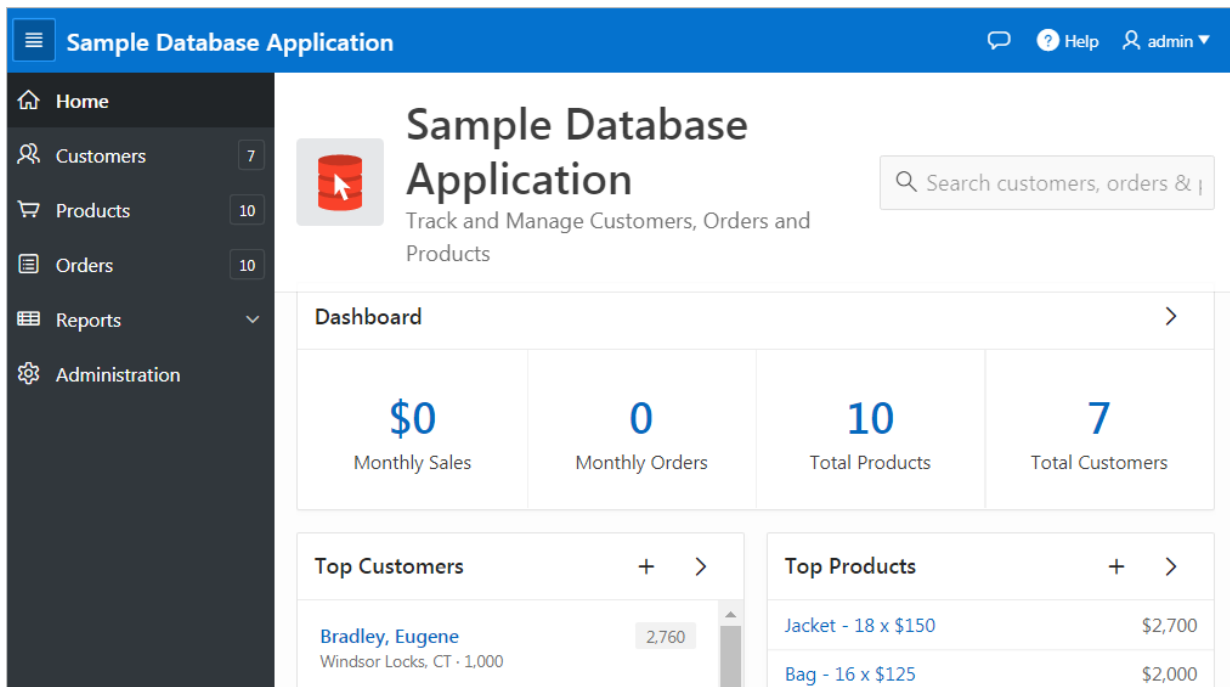 Sample Database Application
? Help
admin
Home
Customers 7
Products 10
Orders 10
Reports
Administration
Sample Database
Application
Track and Manage Customers, Orders and
Products
Search customers, orders &
Dashboard
$0
Monthly Sales
0
Monthly Orders
10
Total Products
7
Total Customers
Top Customers + >
Bradley, Eugene 2,760
Windsor Locks, CT · 1,000
Top Products + >
Jacket - 18 x $150 $2,700
Bag - 16 x $125 $2,000